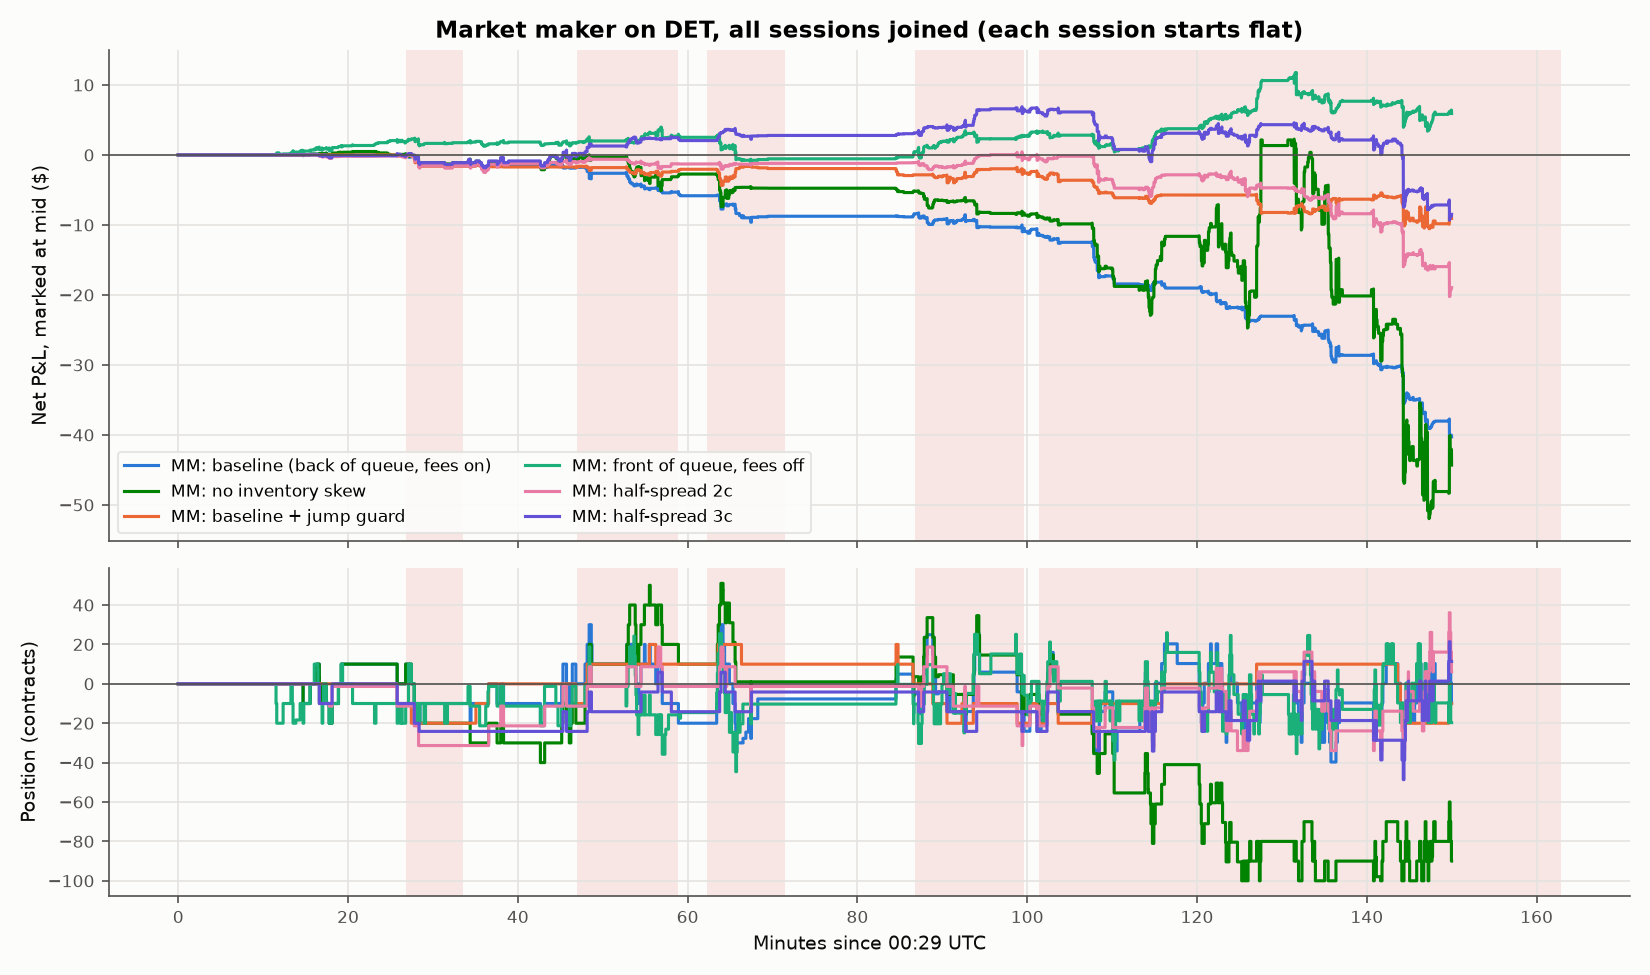 Market maker on DET, all sessions joined (each session starts flat)
Net P&L, marked at mid ($)
10
0
−10
−20
−30
−40
−50
MM: baseline (back of queue, fees on)
MM: no inventory skew
MM: baseline + jump guard
MM: front of queue, fees off
MM: half-spread 2c
MM: half-spread 3c
Position (contracts)
40
20
0
−20
−40
−60
−80
−100
0 20 40 60 80 100 120 140 160
Minutes since 00:29 UTC